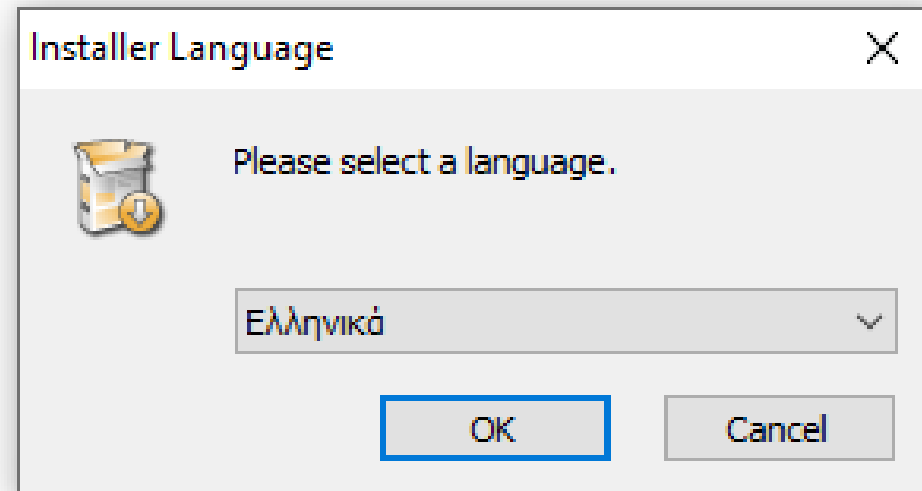 Installer Language
Please select a language.
Ελληνικά
OK
Cancel